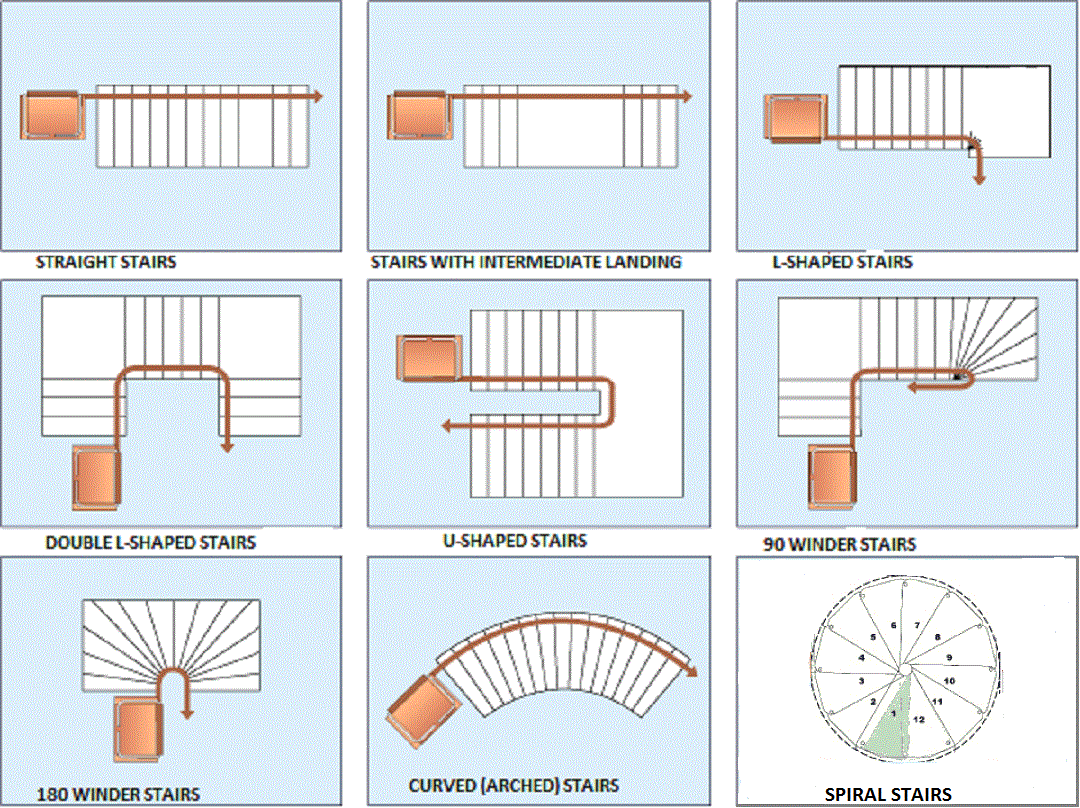 STRAIGHT STAIRS
STAIRS WITH INTERMEDIATE LANDING
L-SHAPED STAIRS
DOUBLE L-SHAPED STAIRS
U-SHAPED STAIRS
90 WINDER STAIRS
6
7
5
8
4
9
3
10
2
11
1
12
180 WINDER STAIRS
CURVED (ARCHED) STAIRS
SPIRAL STAIRS